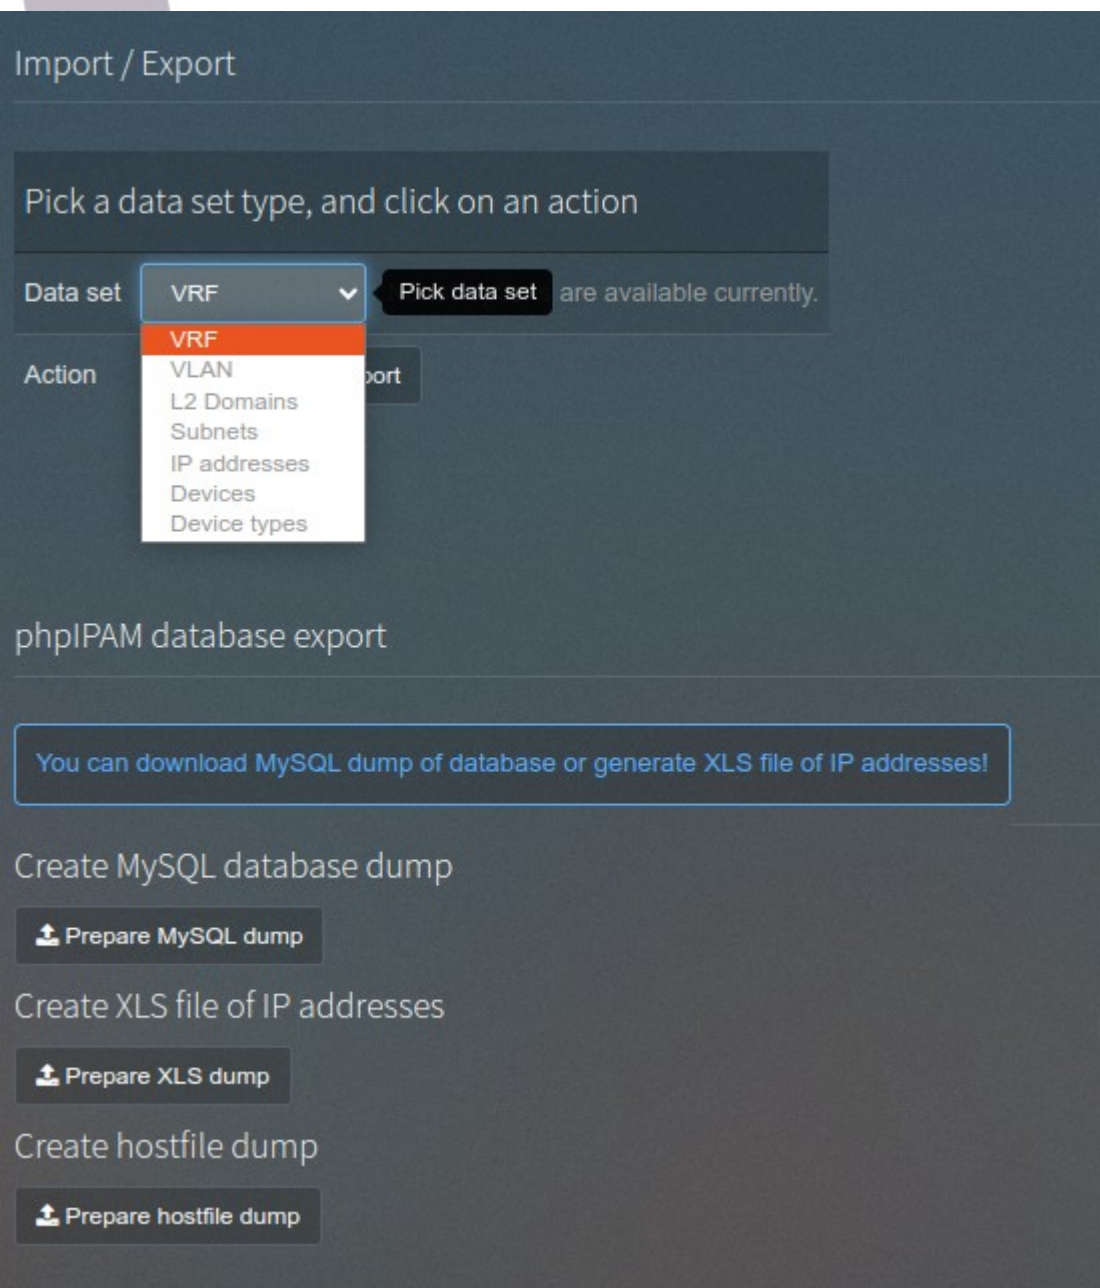 Import / Export
Pick a data set type, and click on an action
Data set VRF Pick data set are available currently.
VRF
VLAN
L2 Domains
Subnets
IP addresses
Devices
Device types
Action
phpIPAM database export
You can download MySQL dump of database or generate XLS file of IP addresses!
Create MySQL database dump
Prepare MySQL dump
Create XLS file of IP addresses
Prepare XLS dump
Create hostfile dump
Prepare hostfile dump